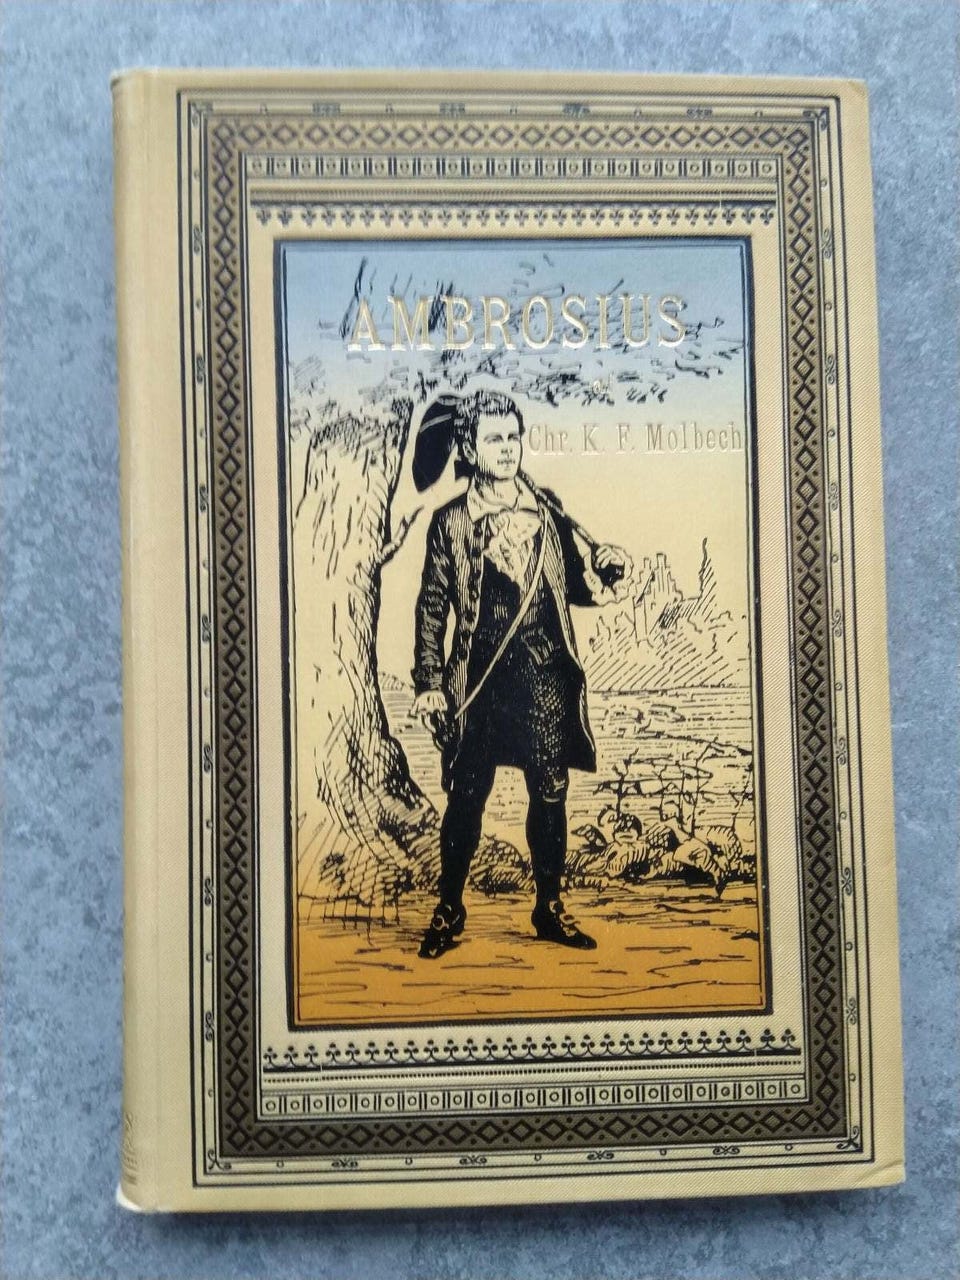 AMBROSIUS
af
Chr. K. F. Molbech